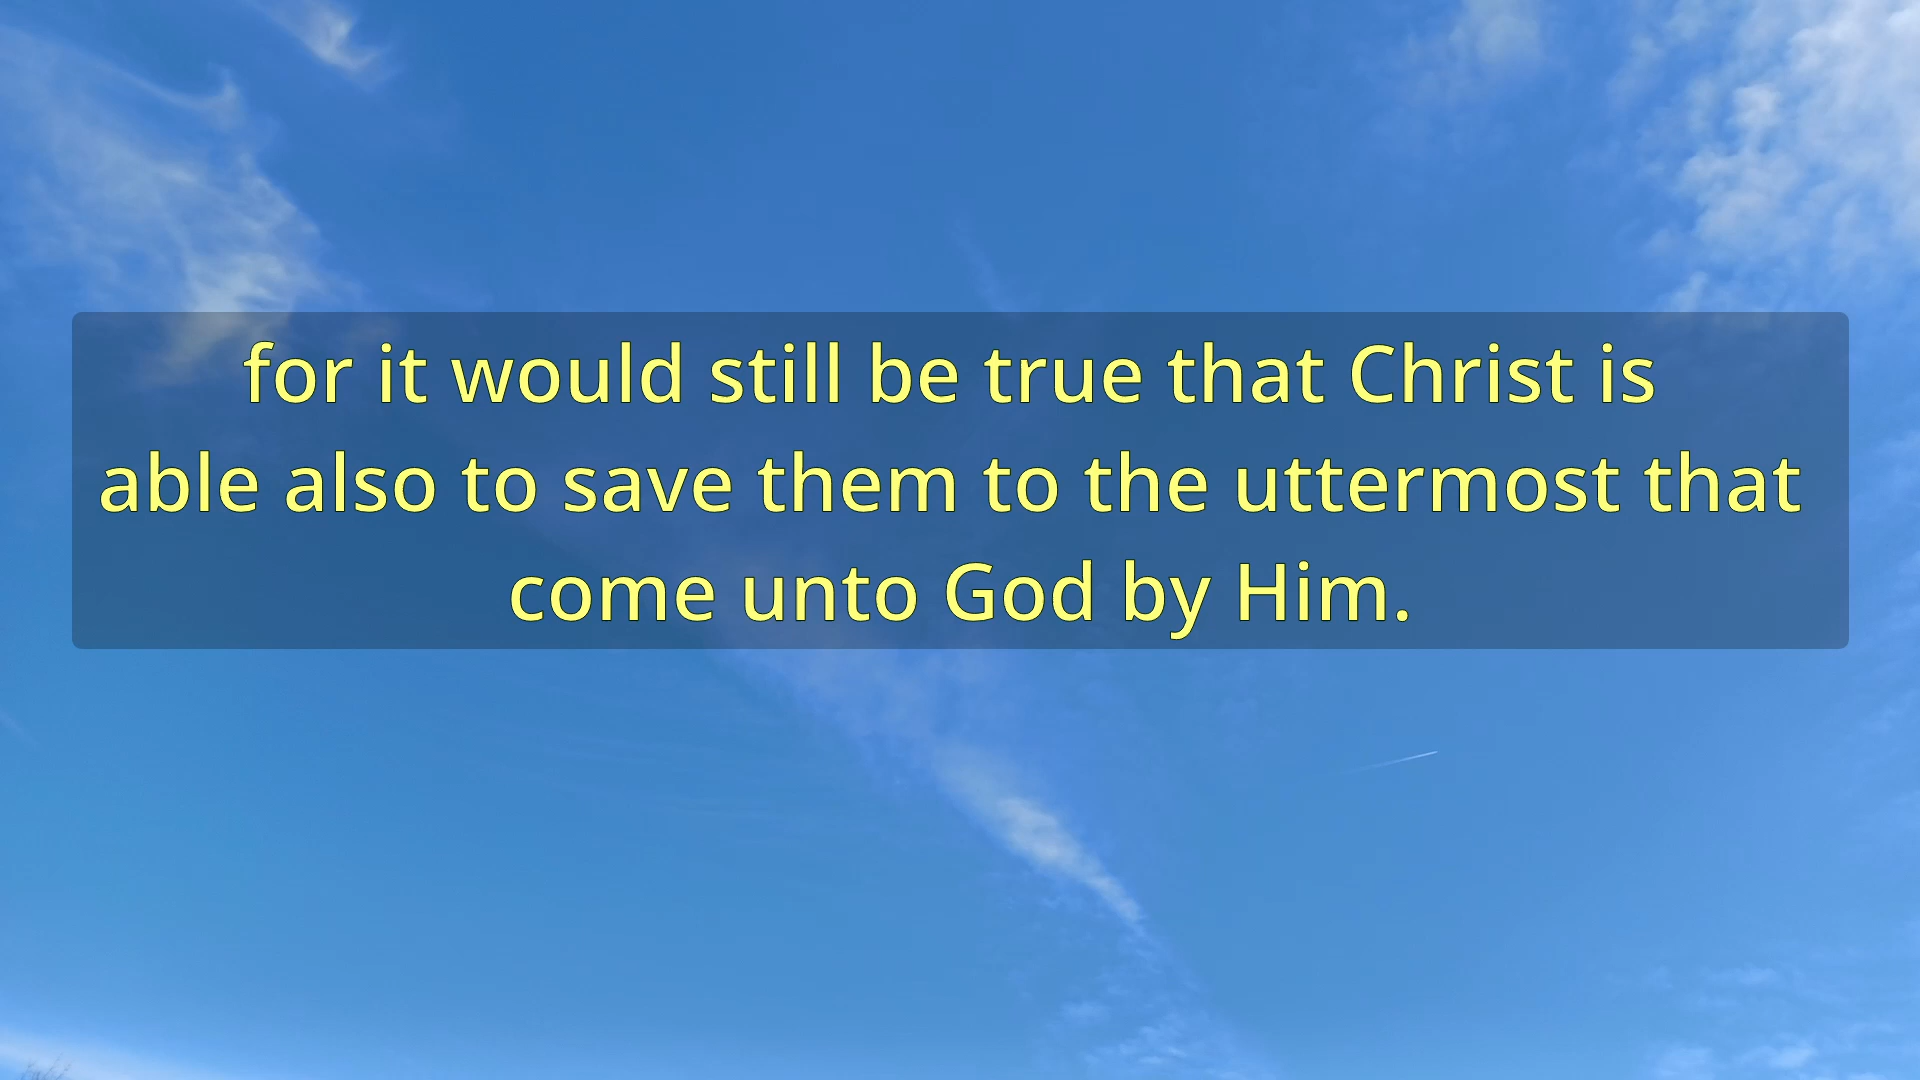 for it would still be true that Christ is
able also to save them to the uttermost that
come unto God by Him.